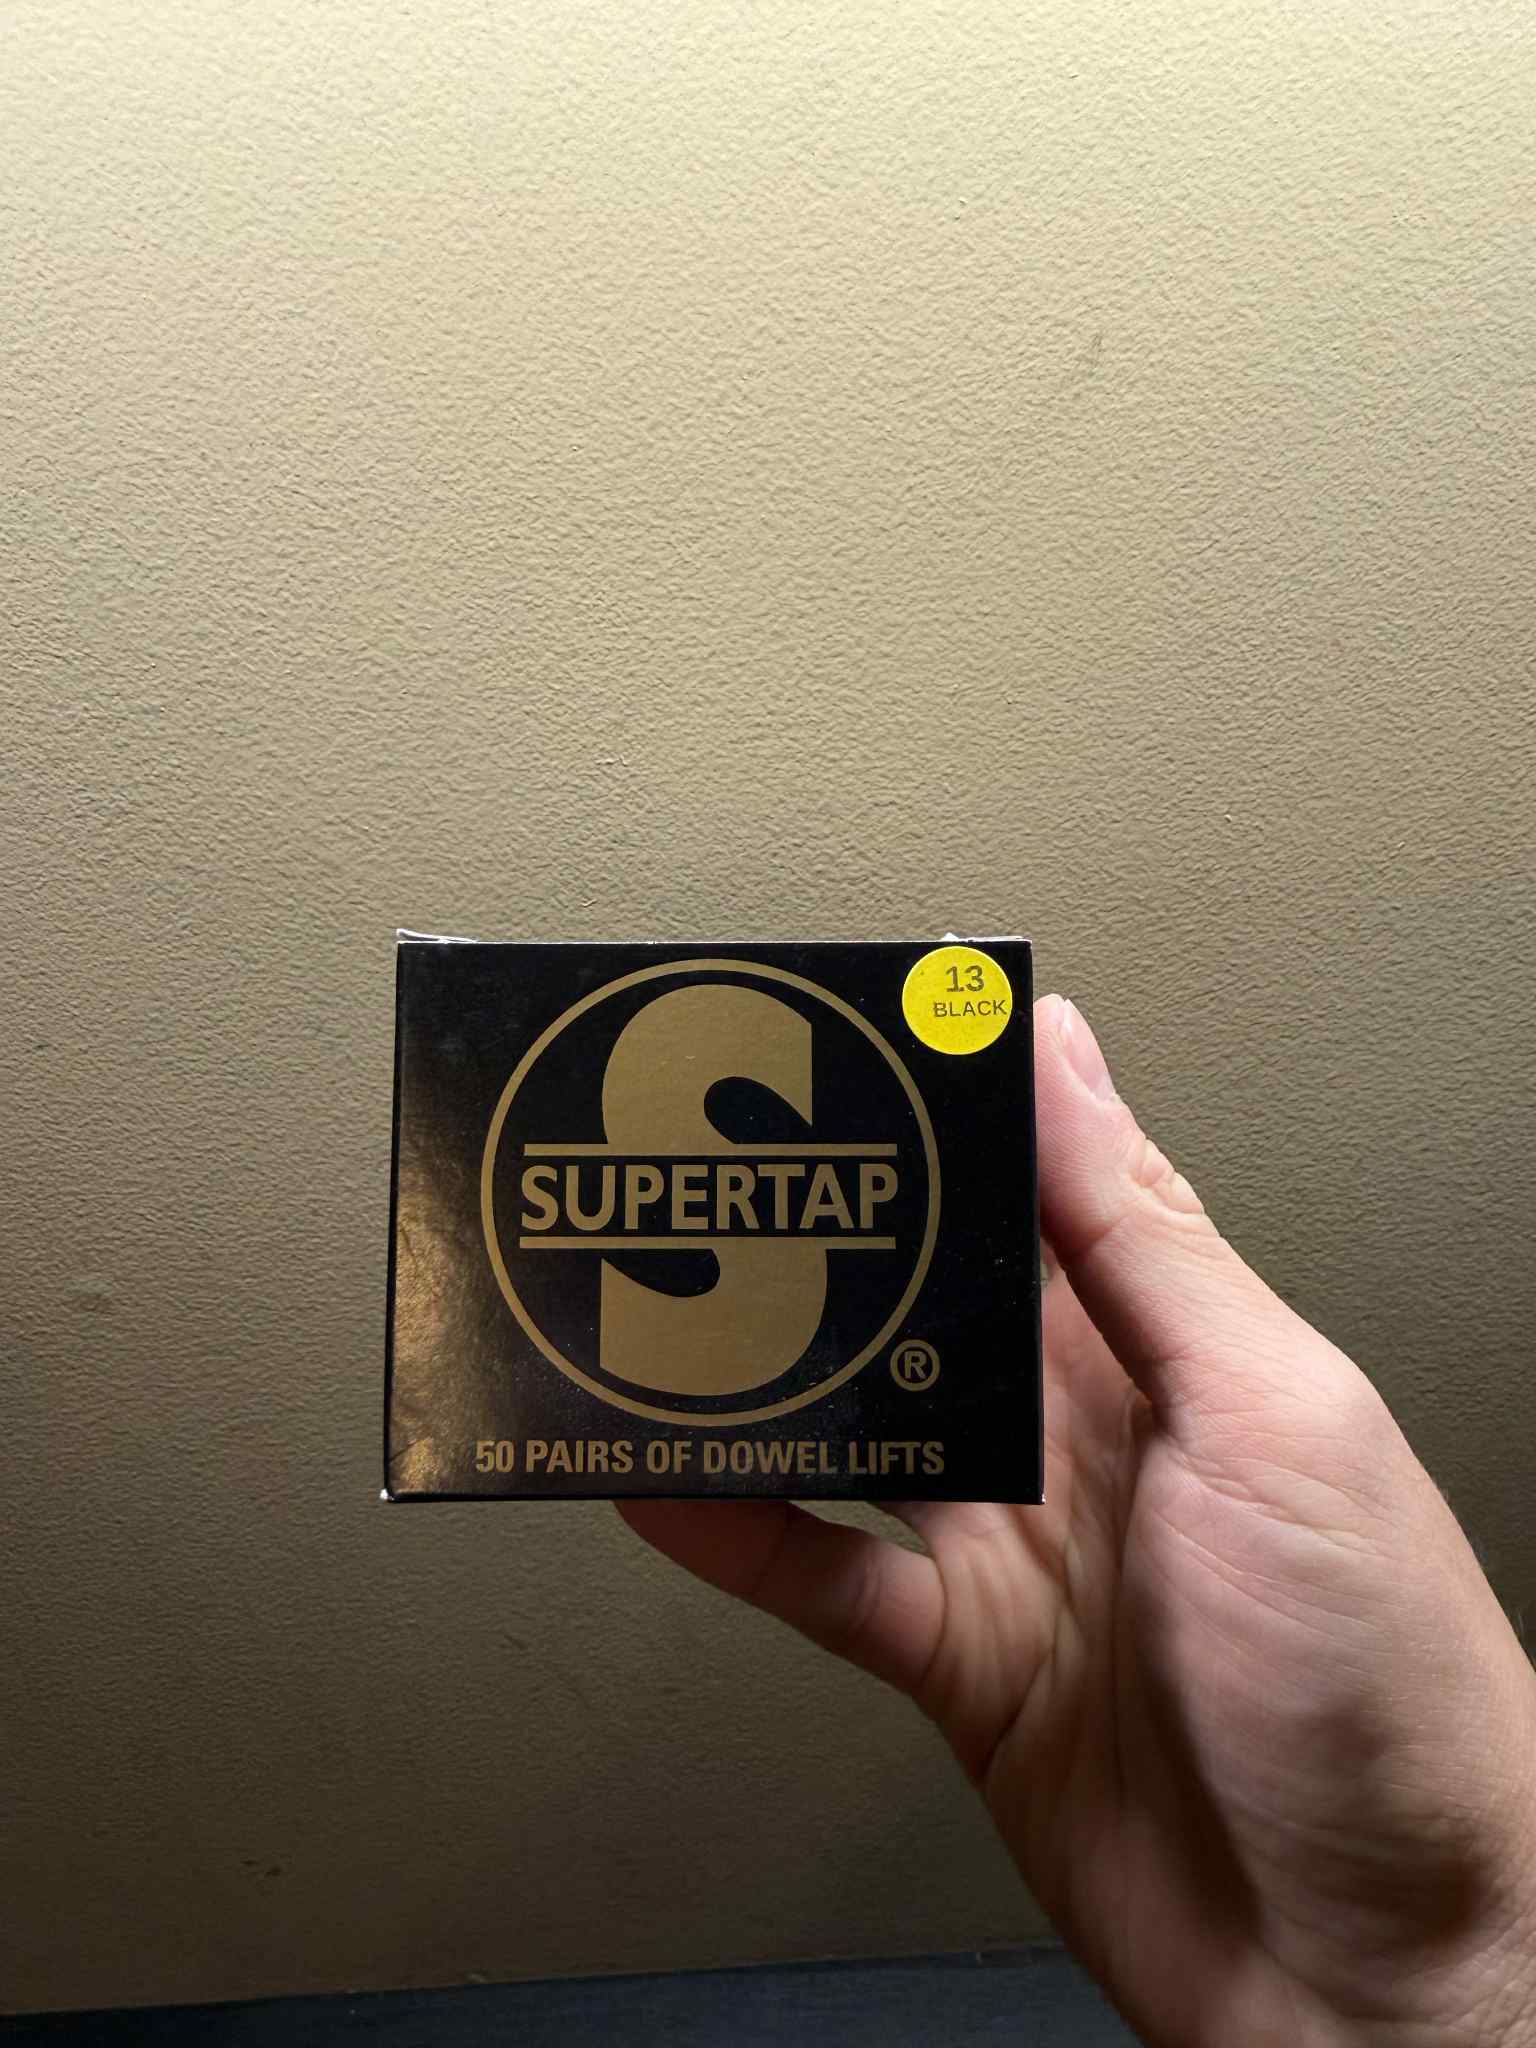 13
BLACK
S
SUPERTAP
®
50 PAIRS OF DOWEL LIFTS